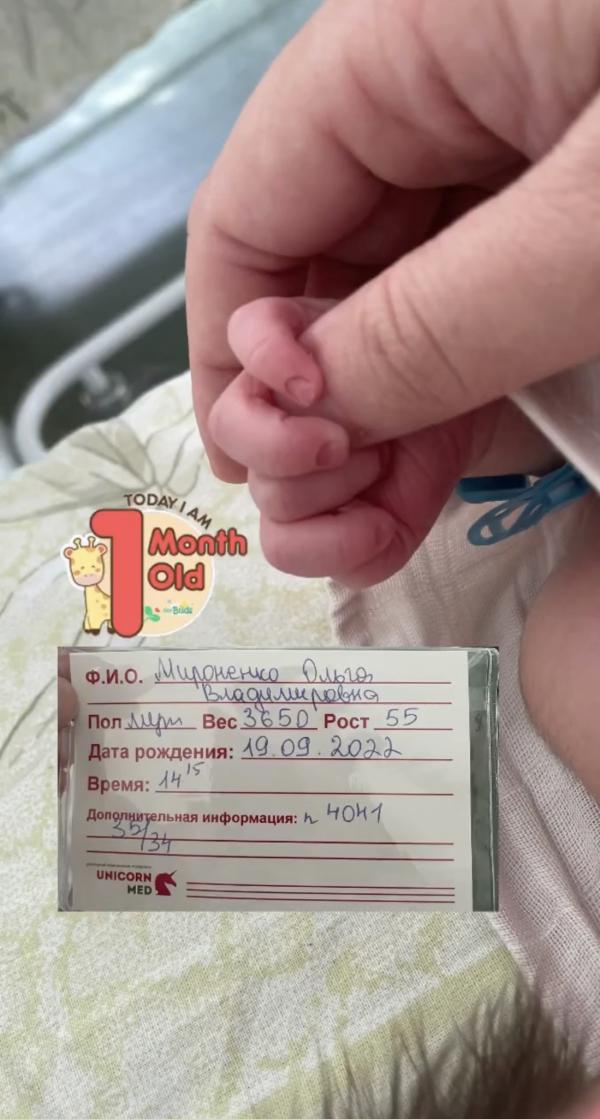 TODAY I AM
1 Month
Old
Ф.И.О. Мироненко Ольга
Владимировна
Пол муж Вес 3650 Рост 55
Дата рождения: 19.09.2022
Время: 14 15
Дополнительная информация: п 4041
35/34
UNICORN
MED